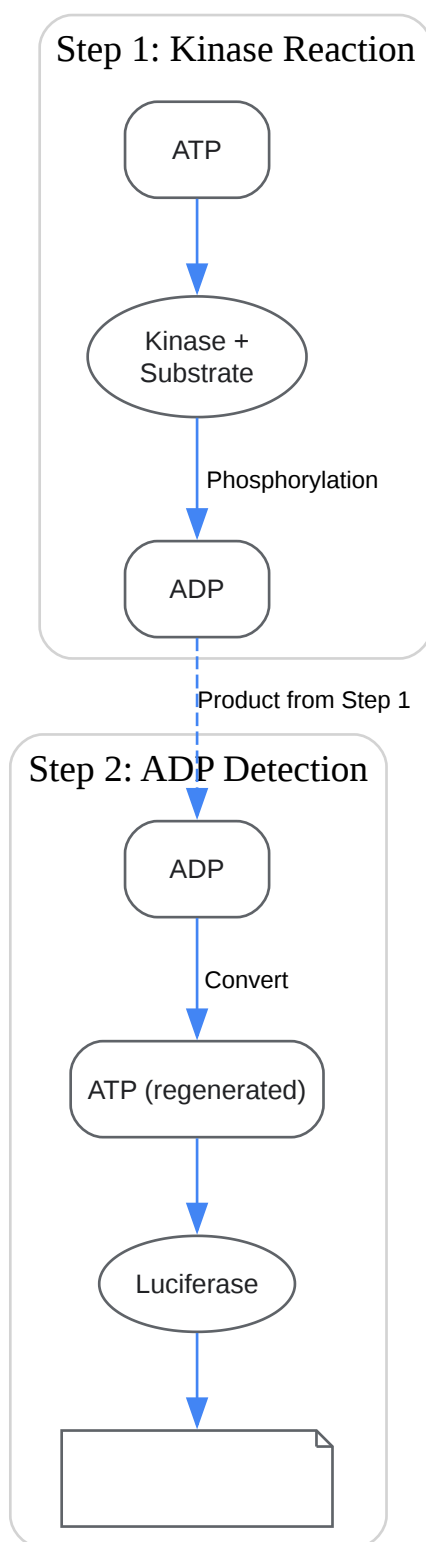 Step 1: Kinase Reaction
ATP
Kinase +
Substrate
Phosphorylation
ADP
Product from Step 1
Step 2: ADP Detection
ADP
Convert
ATP (regenerated)
Luciferase